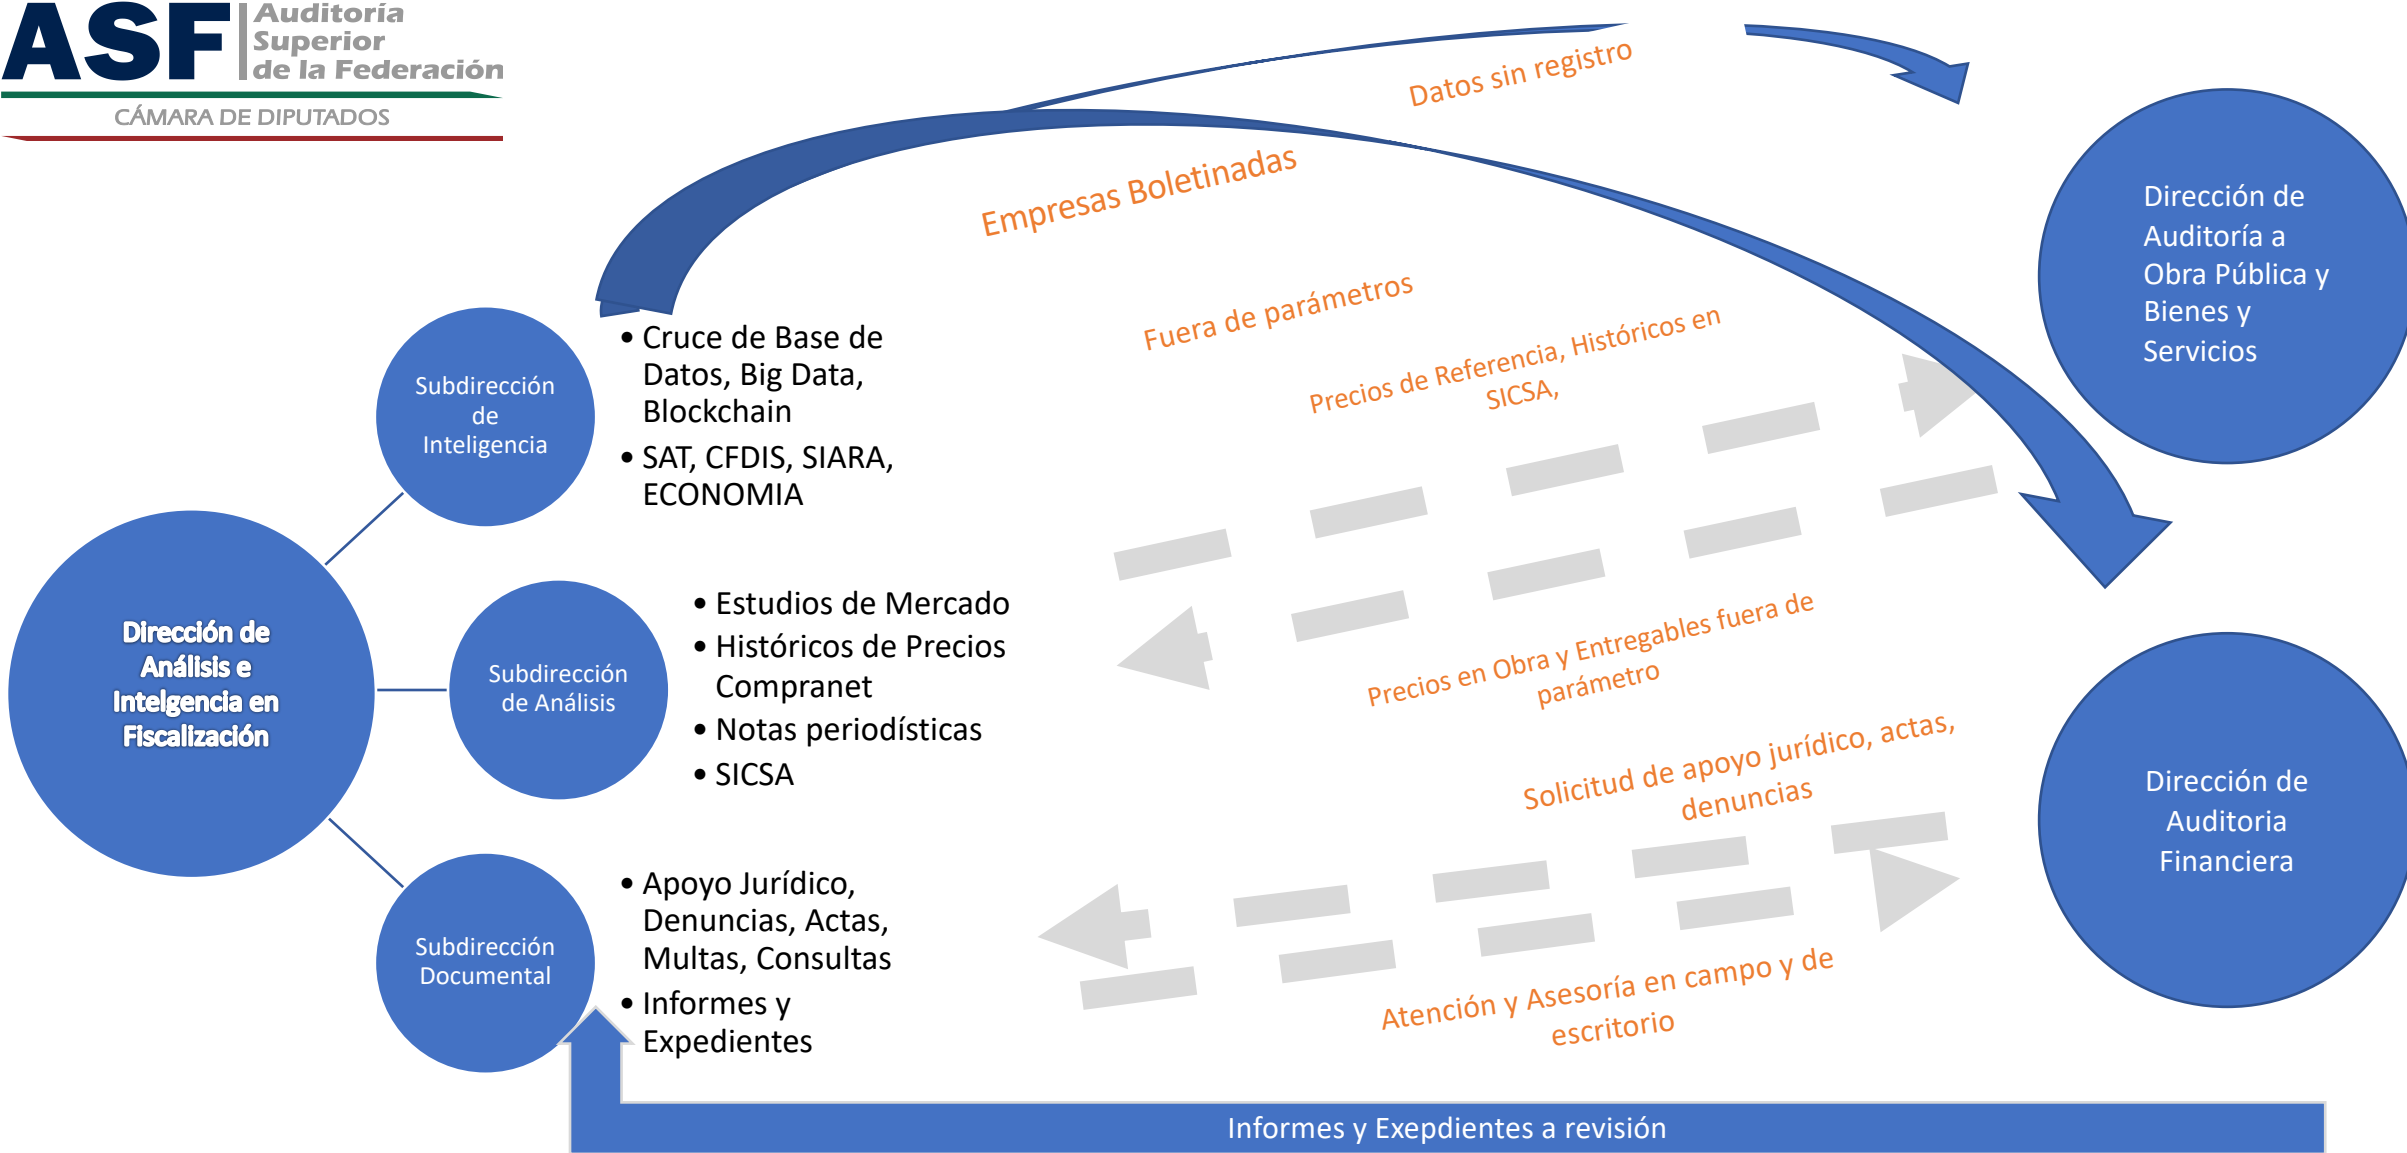 ASF
Auditoría
Superior
de la Federación
CÁMARA DE DIPUTADOS
Datos sin registro
Empresas Boletinadas
Fuera de parámetros
Precios de Referencia, Históricos en
SICSA,
Dirección de
Auditoría a
Obra Pública y
Bienes y
Servicios
Subdirección
de
Inteligencia
• Cruce de Base de
Datos, Big Data,
Blockchain
• SAT, CFDIS, SIARA,
ECONOMIA
Dirección de
Análisis e
Intelgencia en
Fiscalización
Subdirección
de Análisis
• Estudios de Mercado
• Históricos de Precios
Compranet
• Notas periodísticas
• SICSA
Precios en Obra y Entregables fuera de
parámetro
Solicitud de apoyo jurídico, actas,
denuncias
Dirección de
Auditoria
Financiera
Subdirección
Documental
• Apoyo Jurídico,
Denuncias, Actas,
Multas, Consultas
• Informes y
Expedientes
Atención y Asesoría en campo y de
escritorio
Informes y Exepdientes a revisión